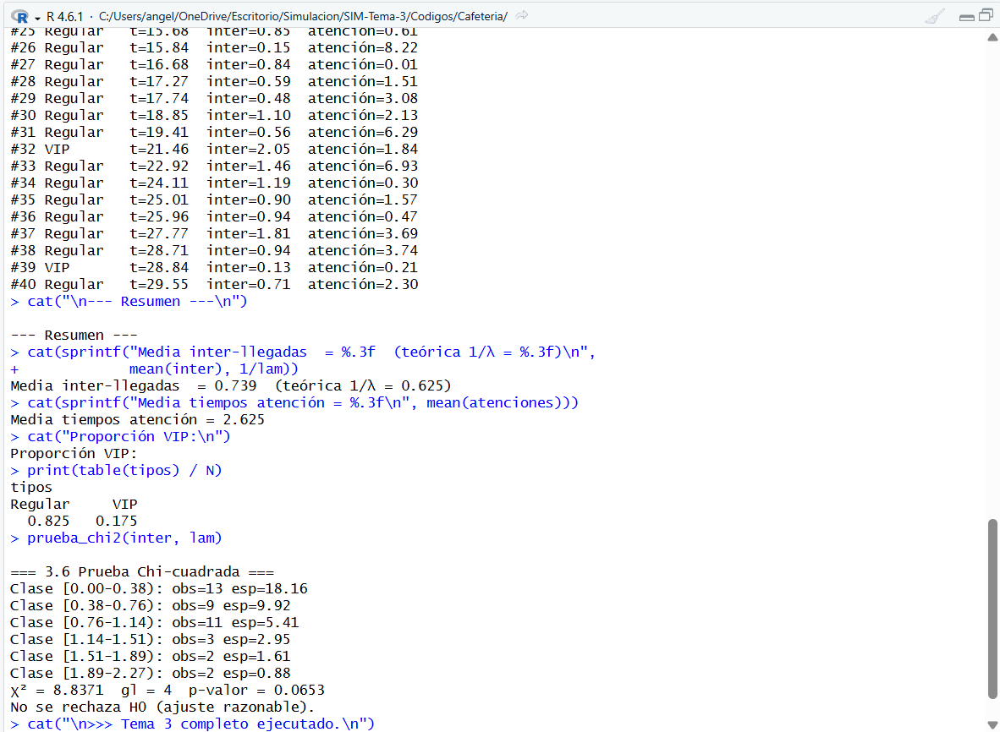 R 4.6.1 · C:/Users/angel/OneDrive/Escritorio/Simulacion/SIM-Tema-3/Codigos/Cafeteria/
#25 Regular   t=15.68  inter=0.85  atención=0.61
#26 Regular   t=15.84  inter=0.15  atención=8.22
#27 Regular   t=16.68  inter=0.84  atención=0.01
#28 Regular   t=17.27  inter=0.59  atención=1.51
#29 Regular   t=17.74  inter=0.48  atención=3.08
#30 Regular   t=18.85  inter=1.10  atención=2.13
#31 Regular   t=19.41  inter=0.56  atención=6.29
#32 VIP       t=21.46  inter=2.05  atención=1.84
#33 Regular   t=22.92  inter=1.46  atención=6.93
#34 Regular   t=24.11  inter=1.19  atención=0.30
#35 Regular   t=25.01  inter=0.90  atención=1.57
#36 Regular   t=25.96  inter=0.94  atención=0.47
#37 Regular   t=27.77  inter=1.81  atención=3.69
#38 Regular   t=28.71  inter=0.94  atención=3.74
#39 VIP       t=28.84  inter=0.13  atención=0.21
#40 Regular   t=29.55  inter=0.71  atención=2.30
> cat("\n--- Resumen ---\n")
--- Resumen ---
> cat(sprintf("Media inter-llegadas  = %.3f  (teórica 1/λ = %.3f)\n",
+             mean(inter), 1/lam))
Media inter-llegadas  = 0.739  (teórica 1/λ = 0.625)
> cat(sprintf("Media tiempos atención = %.3f\n", mean(atenciones)))
Media tiempos atención = 2.625
> cat("Proporción VIP:\n")
Proporción VIP:
> print(table(tipos) / N)
tipos
Regular     VIP
  0.825   0.175
> prueba_chi2(inter, lam)
=== 3.6 Prueba Chi-cuadrada ===
Clase [0.00-0.38): obs=13 esp=18.16
Clase [0.38-0.76): obs=9 esp=9.92
Clase [0.76-1.14): obs=11 esp=5.41
Clase [1.14-1.51): obs=3 esp=2.95
Clase [1.51-1.89): obs=2 esp=1.61
Clase [1.89-2.27): obs=2 esp=0.88
χ² = 8.8371  gl = 4  p-valor = 0.0653
No se rechaza H0 (ajuste razonable).
> cat("\n>>> Tema 3 completo ejecutado.\n")